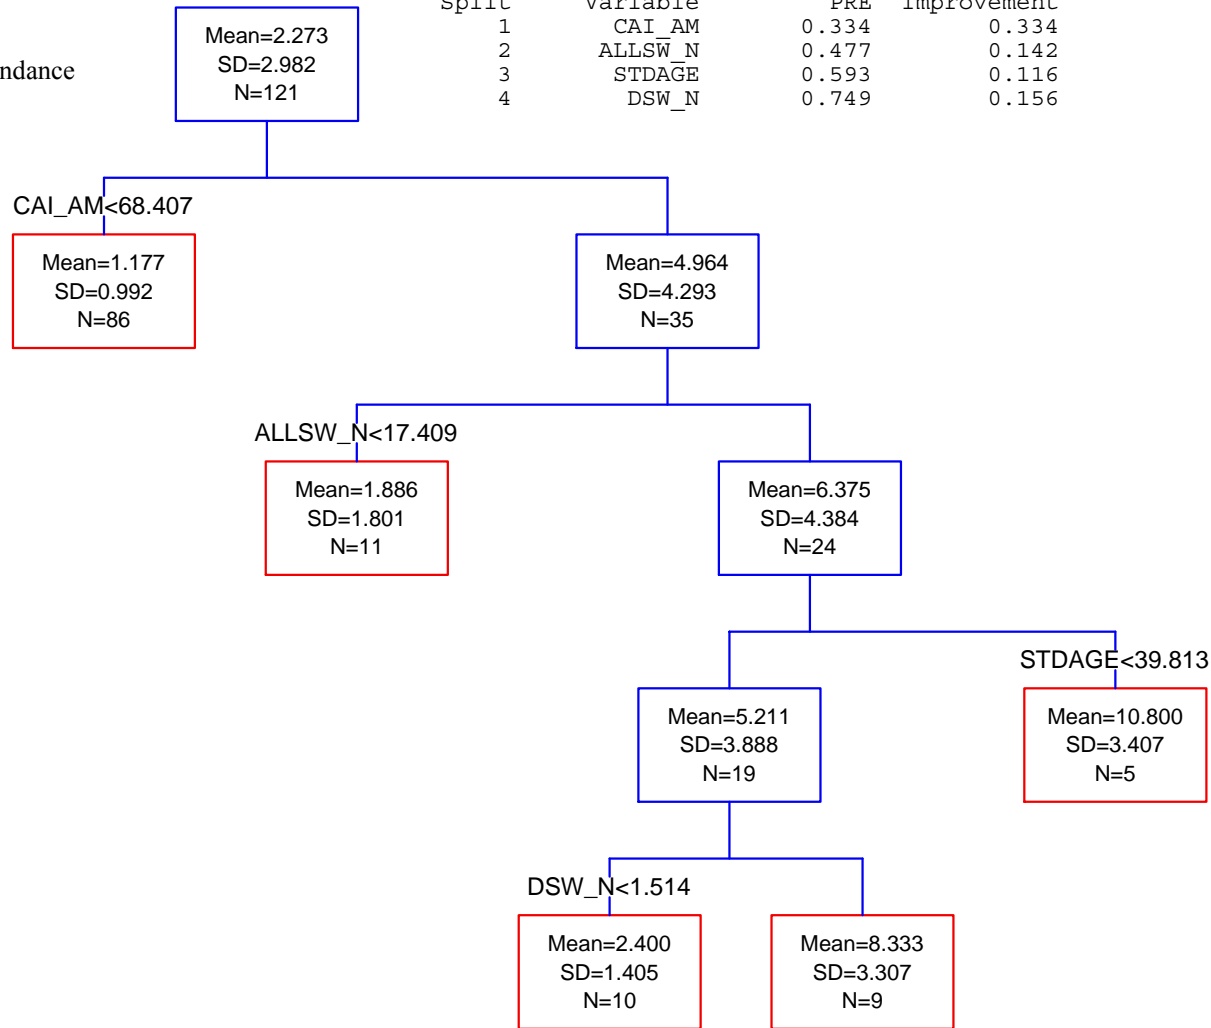 Split Variable PRE Improvement
1 CAI_AM 0.334 0.334
2 ALLSW_N 0.477 0.142
3 STDAGE 0.593 0.116
4 DSW_N 0.749 0.156
ndance
Mean=2.273
SD=2.982
N=121
CAI_AM<68.407
Mean=1.177
SD=0.992
N=86
Mean=4.964
SD=4.293
N=35
ALLSW_N<17.409
Mean=1.886
SD=1.801
N=11
Mean=6.375
SD=4.384
N=24
STDAGE<39.813
Mean=5.211
SD=3.888
N=19
Mean=10.800
SD=3.407
N=5
DSW_N<1.514
Mean=2.400
SD=1.405
N=10
Mean=8.333
SD=3.307
N=9